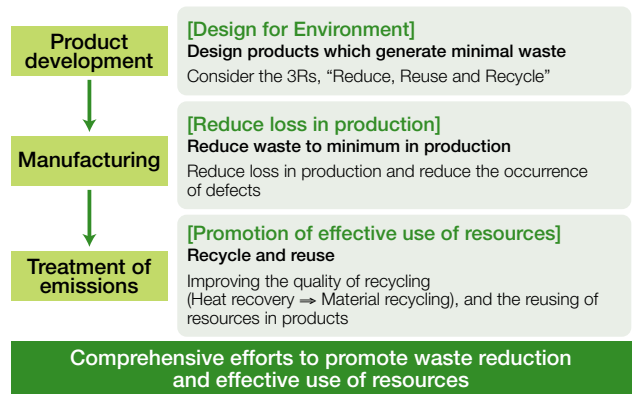 Product
development
[Design for Environment]
Design products which generate minimal waste
Consider the 3Rs, “Reduce, Reuse and Recycle”
Manufacturing
[Reduce loss in production]
Reduce waste to minimum in production
Reduce loss in production and reduce the occurrence
of defects
Treatment of
emissions
[Promotion of effective use of resources]
Recycle and reuse
Improving the quality of recycling
(Heat recovery ⇒ Material recycling), and the reusing of
resources in products
Comprehensive efforts to promote waste reduction
and effective use of resources